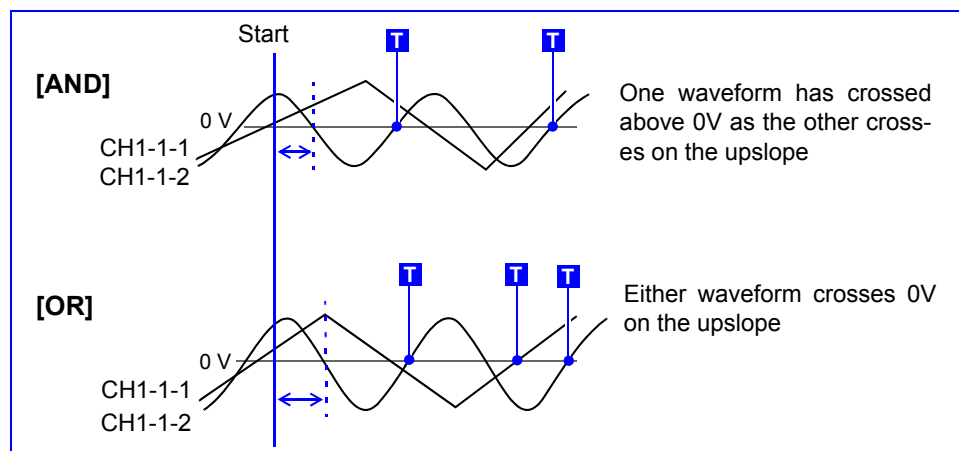 Start
T T
[AND]
0 V
CH1-1-1
CH1-1-2
One waveform has crossed
above 0V as the other cross-
es on the upslope
T T T
[OR]
0 V
CH1-1-1
CH1-1-2
Either waveform crosses 0V
on the upslope